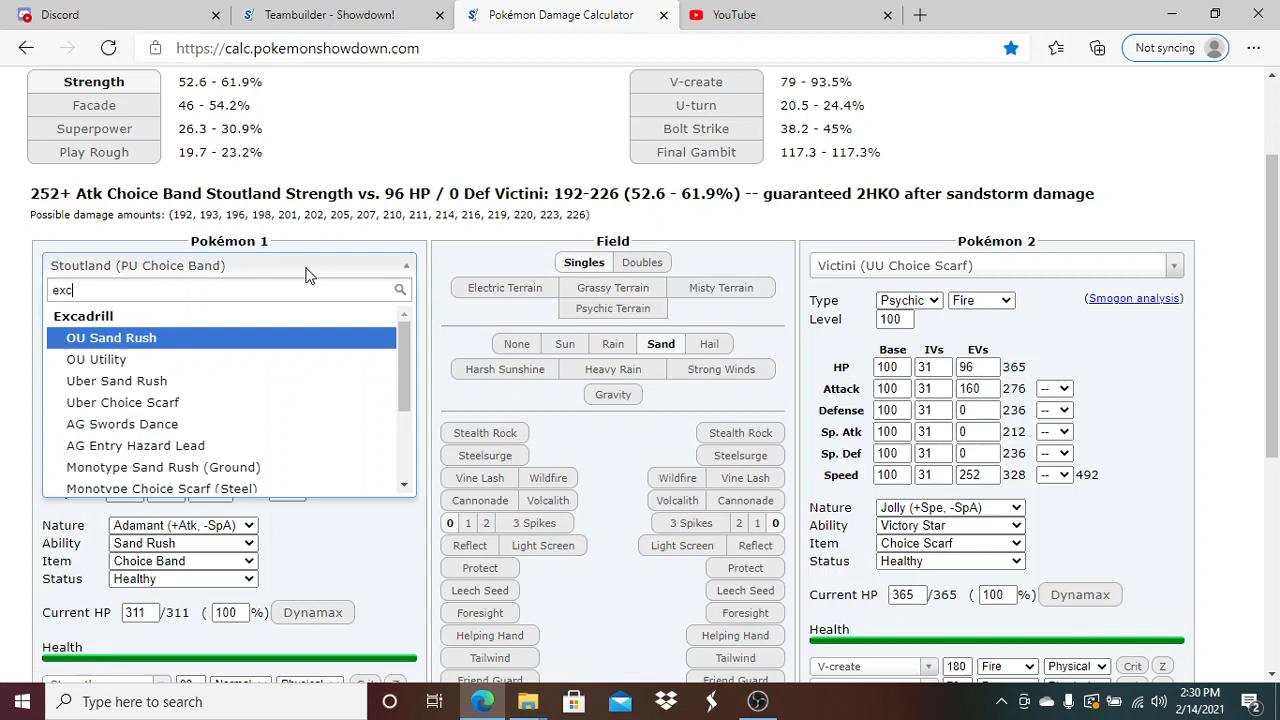 Discord
Teambuilder - Showdown!
Pokémon Damage Calculator
YouTube
https://calc.pokemonshowdown.com
Not syncing
Strength 52.6 - 61.9%
Facade 46 - 54.2%
Superpower 26.3 - 30.9%
Play Rough 19.7 - 23.2%
V-create 79 - 93.5%
U-turn 20.5 - 24.4%
Bolt Strike 38.2 - 45%
Final Gambit 117.3 - 117.3%
252+ Atk Choice Band Stoutland Strength vs. 96 HP / 0 Def Victini: 192-226 (52.6 - 61.9%) -- guaranteed 2HKO after sandstorm damage
Possible damage amounts: (192, 193, 196, 198, 201, 202, 205, 207, 210, 211, 214, 216, 219, 220, 223, 226)
Pokémon 1
Stoutland (PU Choice Band)
exc
Excadrill
OU Sand Rush
OU Utility
Uber Sand Rush
Uber Choice Scarf
AG Swords Dance
AG Entry Hazard Lead
Monotype Sand Rush (Ground)
Monotype Choice Scarf (Steel)
Nature Adamant (+Atk, -SpA)
Ability Sand Rush
Item Choice Band
Status Healthy
Current HP 311 /311 ( 100 %) Dynamax
Health
Field
Singles Doubles
Electric Terrain Grassy Terrain Misty Terrain
Psychic Terrain
None Sun Rain Sand Hail
Harsh Sunshine Heavy Rain Strong Winds
Gravity
Stealth Rock Stealth Rock
Steelsurge Steelsurge
Vine Lash Wildfire Wildfire Vine Lash
Cannonade Volcalith Volcalith Cannonade
0 1 2 3 Spikes 3 Spikes 2 1 0
Reflect Light Screen Light Screen Reflect
Protect Protect
Leech Seed Leech Seed
Foresight Foresight
Helping Hand Helping Hand
Tailwind Tailwind
Friend Guard Friend Guard
Pokémon 2
Victini (UU Choice Scarf)
Type Psychic Fire (Smogon analysis)
Level 100
Base IVs EVs
HP 100 31 96 365
Attack 100 31 160 276 --
Defense 100 31 0 236 --
Sp. Atk 100 31 0 212 --
Sp. Def 100 31 0 236 --
Speed 100 31 252 328 -- 492
Nature Jolly (+Spe, -SpA)
Ability Victory Star
Item Choice Scarf
Status Healthy
Current HP 365 /365 ( 100 %) Dynamax
Health
V-create 180 Fire Physical Crit Z
Type here to search
2:30 PM
2/14/2021
2